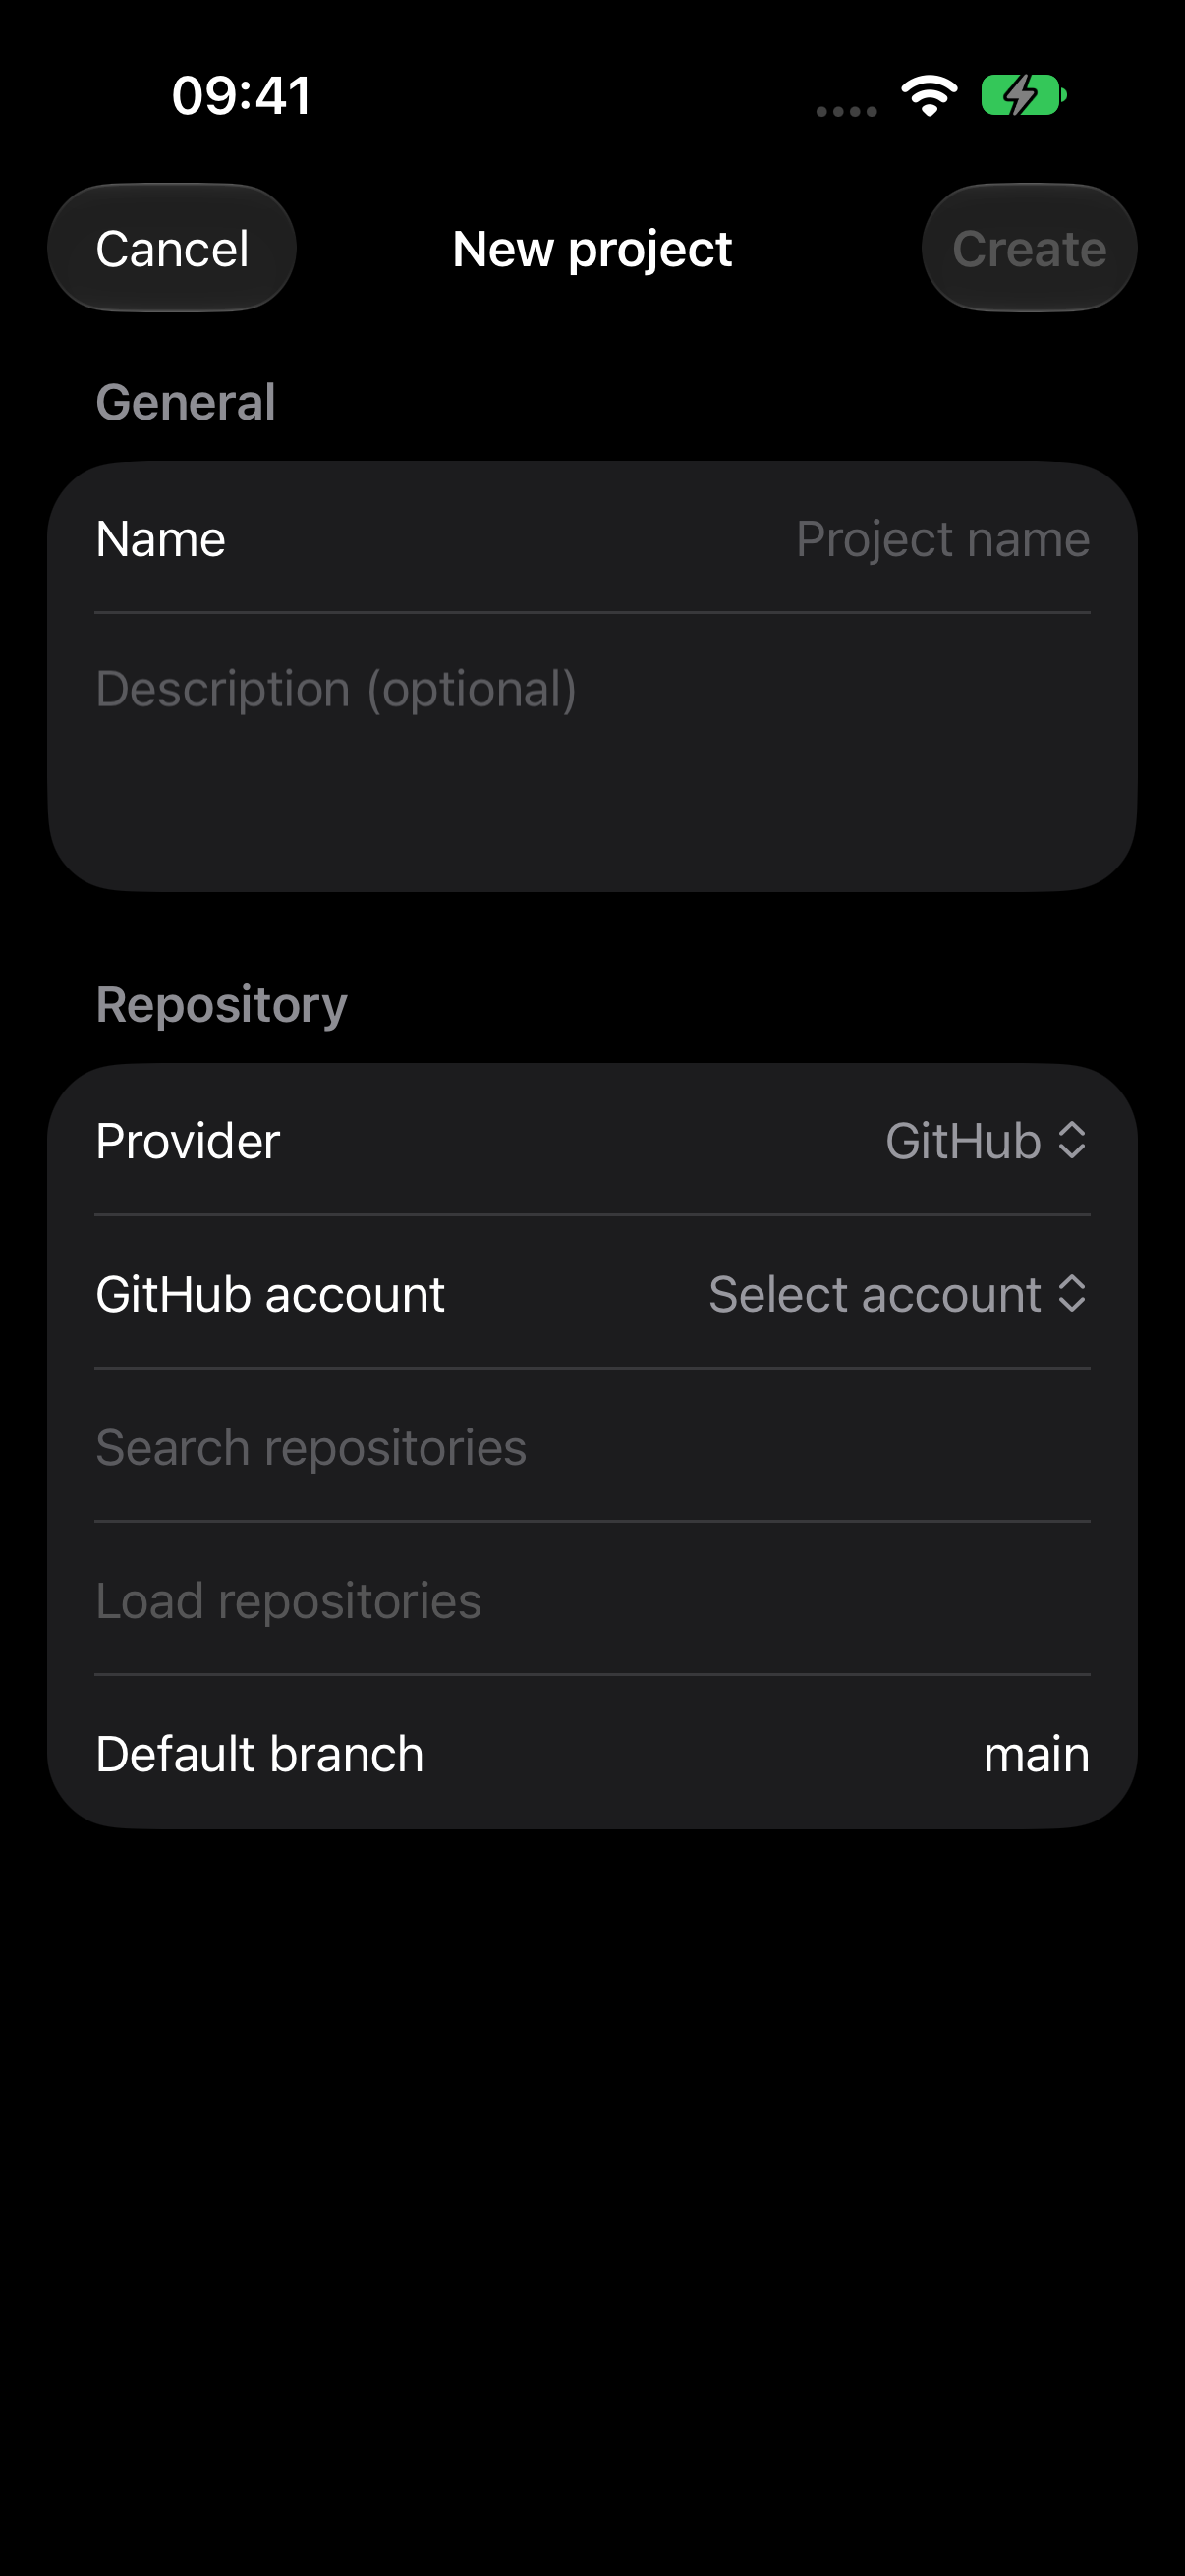 09:41
Cancel
New project
Create
General
Name
Project name
Description (optional)
Repository
Provider
GitHub
GitHub account
Select account
Search repositories
Load repositories
Default branch
main